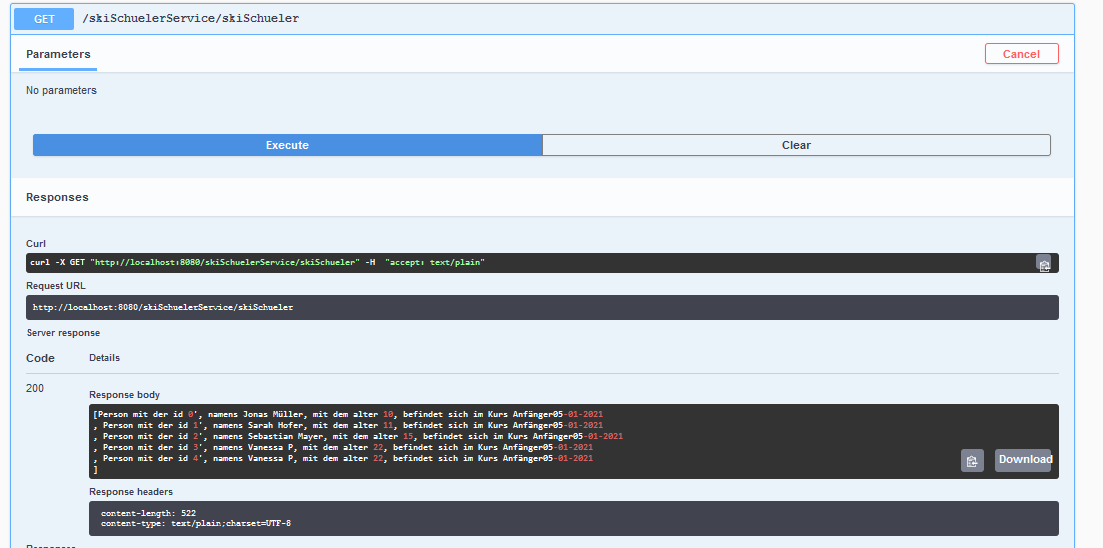 GET /skiSchuelerService/skiSchueler
Parameters
Cancel
No parameters
Execute
Clear
Responses
Curl
curl -X GET "http://localhost:8080/skiSchuelerService/skiSchueler" -H  "accept: text/plain"
Request URL
http://localhost:8080/skiSchuelerService/skiSchueler
Server response
Code Details
200
Response body
[Person mit der id 0', namens Jonas Müller, mit dem alter 10, befindet sich im Kurs Anfänger05-01-2021
, Person mit der id 1', namens Sarah Hofer, mit dem alter 11, befindet sich im Kurs Anfänger05-01-2021
, Person mit der id 2', namens Sebastian Mayer, mit dem alter 15, befindet sich im Kurs Anfänger05-01-2021
, Person mit der id 3', namens Vanessa P, mit dem alter 22, befindet sich im Kurs Anfänger05-01-2021
, Person mit der id 4', namens Vanessa P, mit dem alter 22, befindet sich im Kurs Anfänger05-01-2021
]
Download
Response headers
content-length: 522
content-type: text/plain;charset=UTF-8
Responses